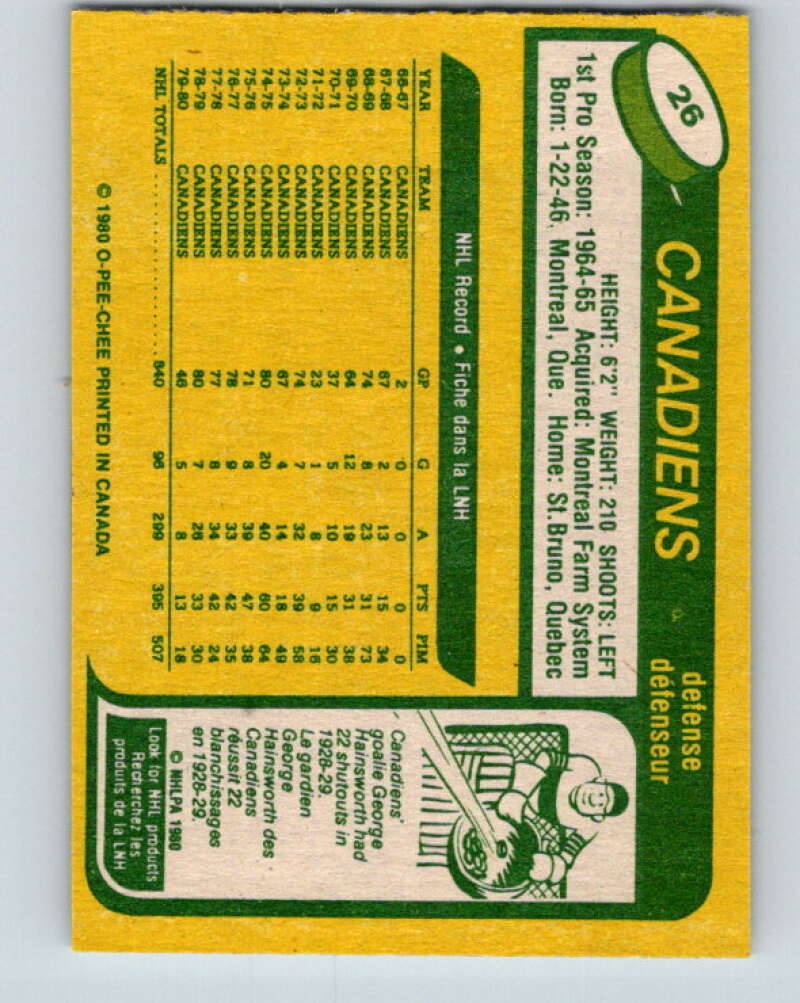 26
CANADIENS
defense
défenseur
HEIGHT: 6'2" WEIGHT: 210 SHOOTS: LEFT
1st Pro Season: 1964-65 Acquired: Montreal Farm System
Born: 1-22-46, Montreal, Que. Home: St. Bruno, Quebec
NHL Record • Fiche dans la LNH
YEAR TEAM GP G A PTS PIM
66-67 CANADIENS 2 0 0 0 0
67-68 CANADIENS 67 2 13 15 34
68-69 CANADIENS 74 8 23 31 73
69-70 CANADIENS 64 12 19 31 38
70-71 CANADIENS 37 5 10 15 30
71-72 CANADIENS 23 1 8 9 16
72-73 CANADIENS 74 7 32 39 58
73-74 CANADIENS 67 4 14 18 49
74-75 CANADIENS 80 20 40 60 64
75-76 CANADIENS 71 8 39 47 38
76-77 CANADIENS 78 9 33 42 35
77-78 CANADIENS 77 8 34 42 24
78-79 CANADIENS 80 7 26 33 30
79-80 CANADIENS 46 5 8 13 18
NHL TOTALS .................... 840 96 299 395 507
© 1980 O-PEE-CHEE PRINTED IN CANADA
Canadiens'
goalie George
Hainsworth had
22 shutouts in
1928-29.
Le gardien
George
Hainsworth des
Canadiens
réussit 22
blanchissages
en 1928-29.
© NHLPA 1980
Look for NHL products
Recherchez les
produits de la LNH